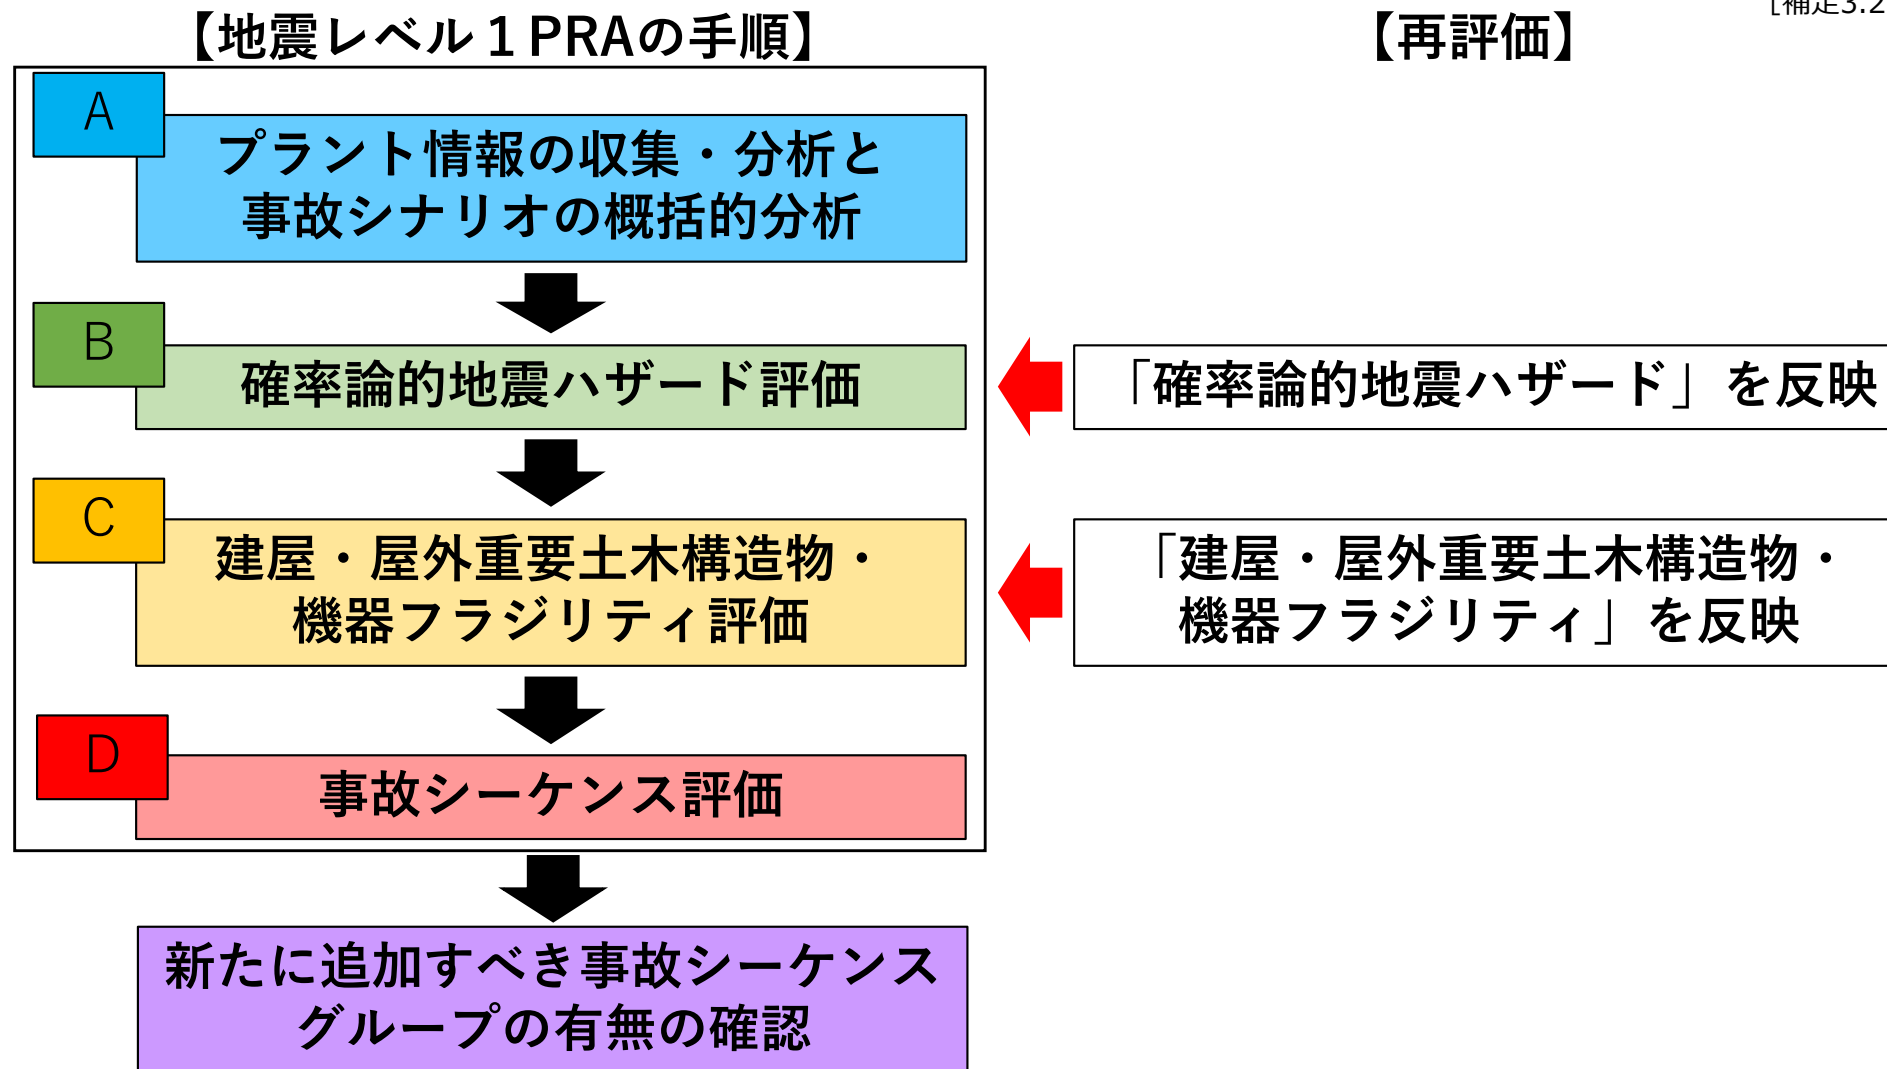 [補足3.2
【地震レベル１PRAの手順】
【再評価】
A
プラント情報の収集・分析と
事故シナリオの概括的分析
B
確率論的地震ハザード評価
「確率論的地震ハザード」を反映
C
建屋・屋外重要土木構造物・
機器フラジリティ評価
「建屋・屋外重要土木構造物・
機器フラジリティ」を反映
D
事故シーケンス評価
新たに追加すべき事故シーケンス
グループの有無の確認